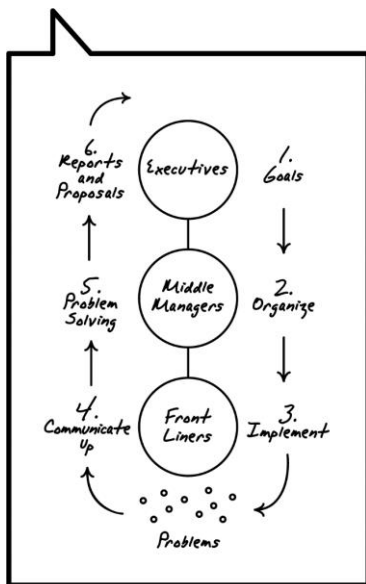 6.
Reports
and
Proposals
Executives
1.
Goals
5.
Problem
Solving
Middle
Managers
2.
Organize
4.
Communicate
Up
Front
Liners
3.
Implement
Problems